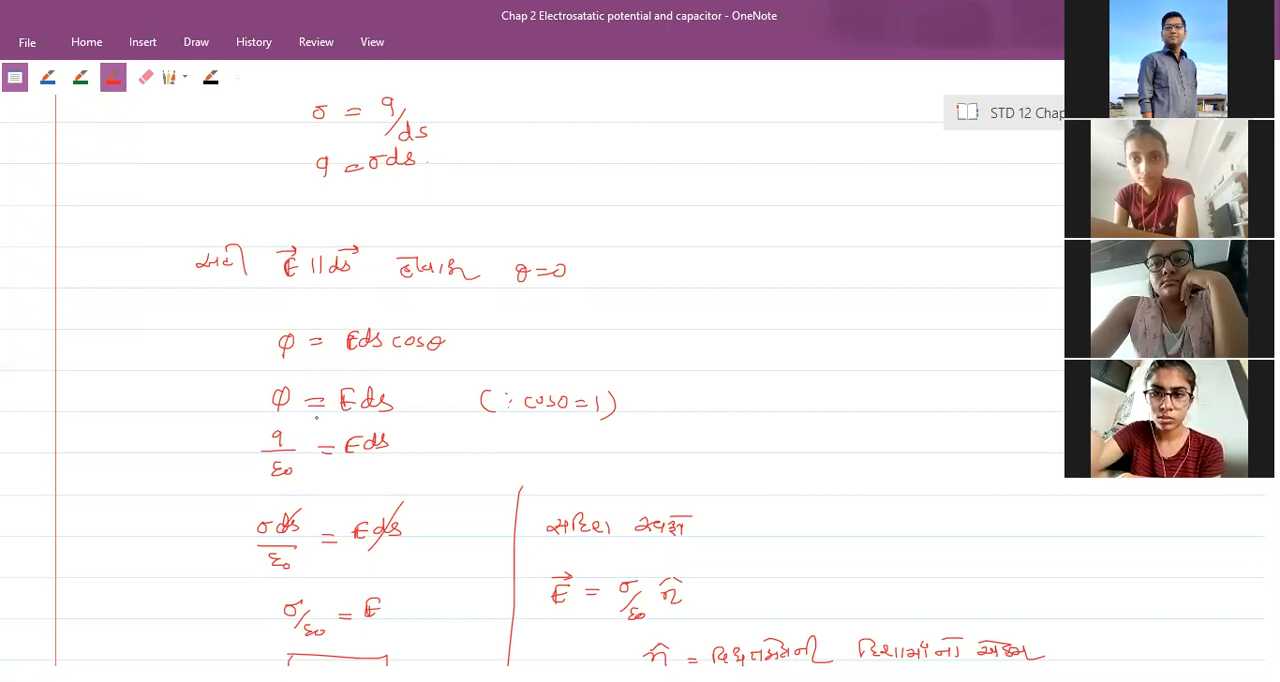 Chap 2 Electrosatatic potential and capacitor - OneNote
File Home Insert Draw History Review View
STD 12 Chap
σ = q/ds
q = σds
અહીં E⃗ || ds⃗ હોવાથી θ=0
φ = Eds cosθ
φ = Eds (∵ cos0 = 1)
q/ε₀ = Eds
σds/ε₀ = Eds
σ/ε₀ = E
સદિશ સ્વરૂપ
E⃗ = σ/ε₀ n̂
n̂ = વિદ્યુતક્ષેત્રની દિશામાંનો એકમ